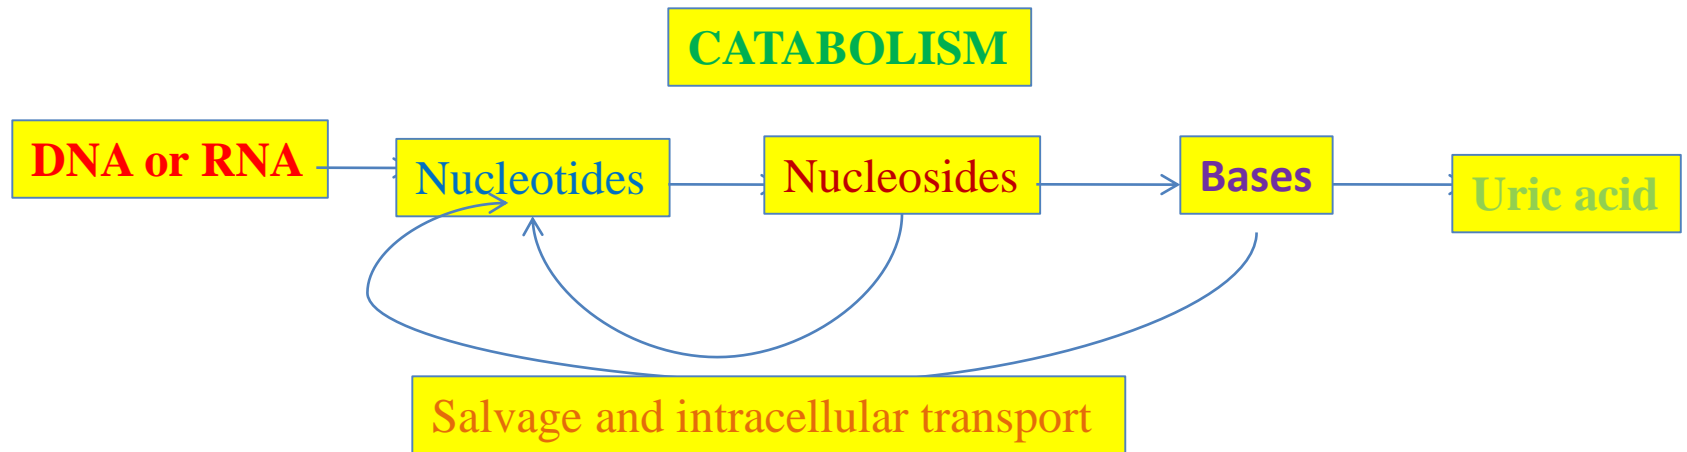 CATABOLISM
DNA or RNA
Nucleotides
Nucleosides
Bases
Uric acid
Salvage and intracellular transport